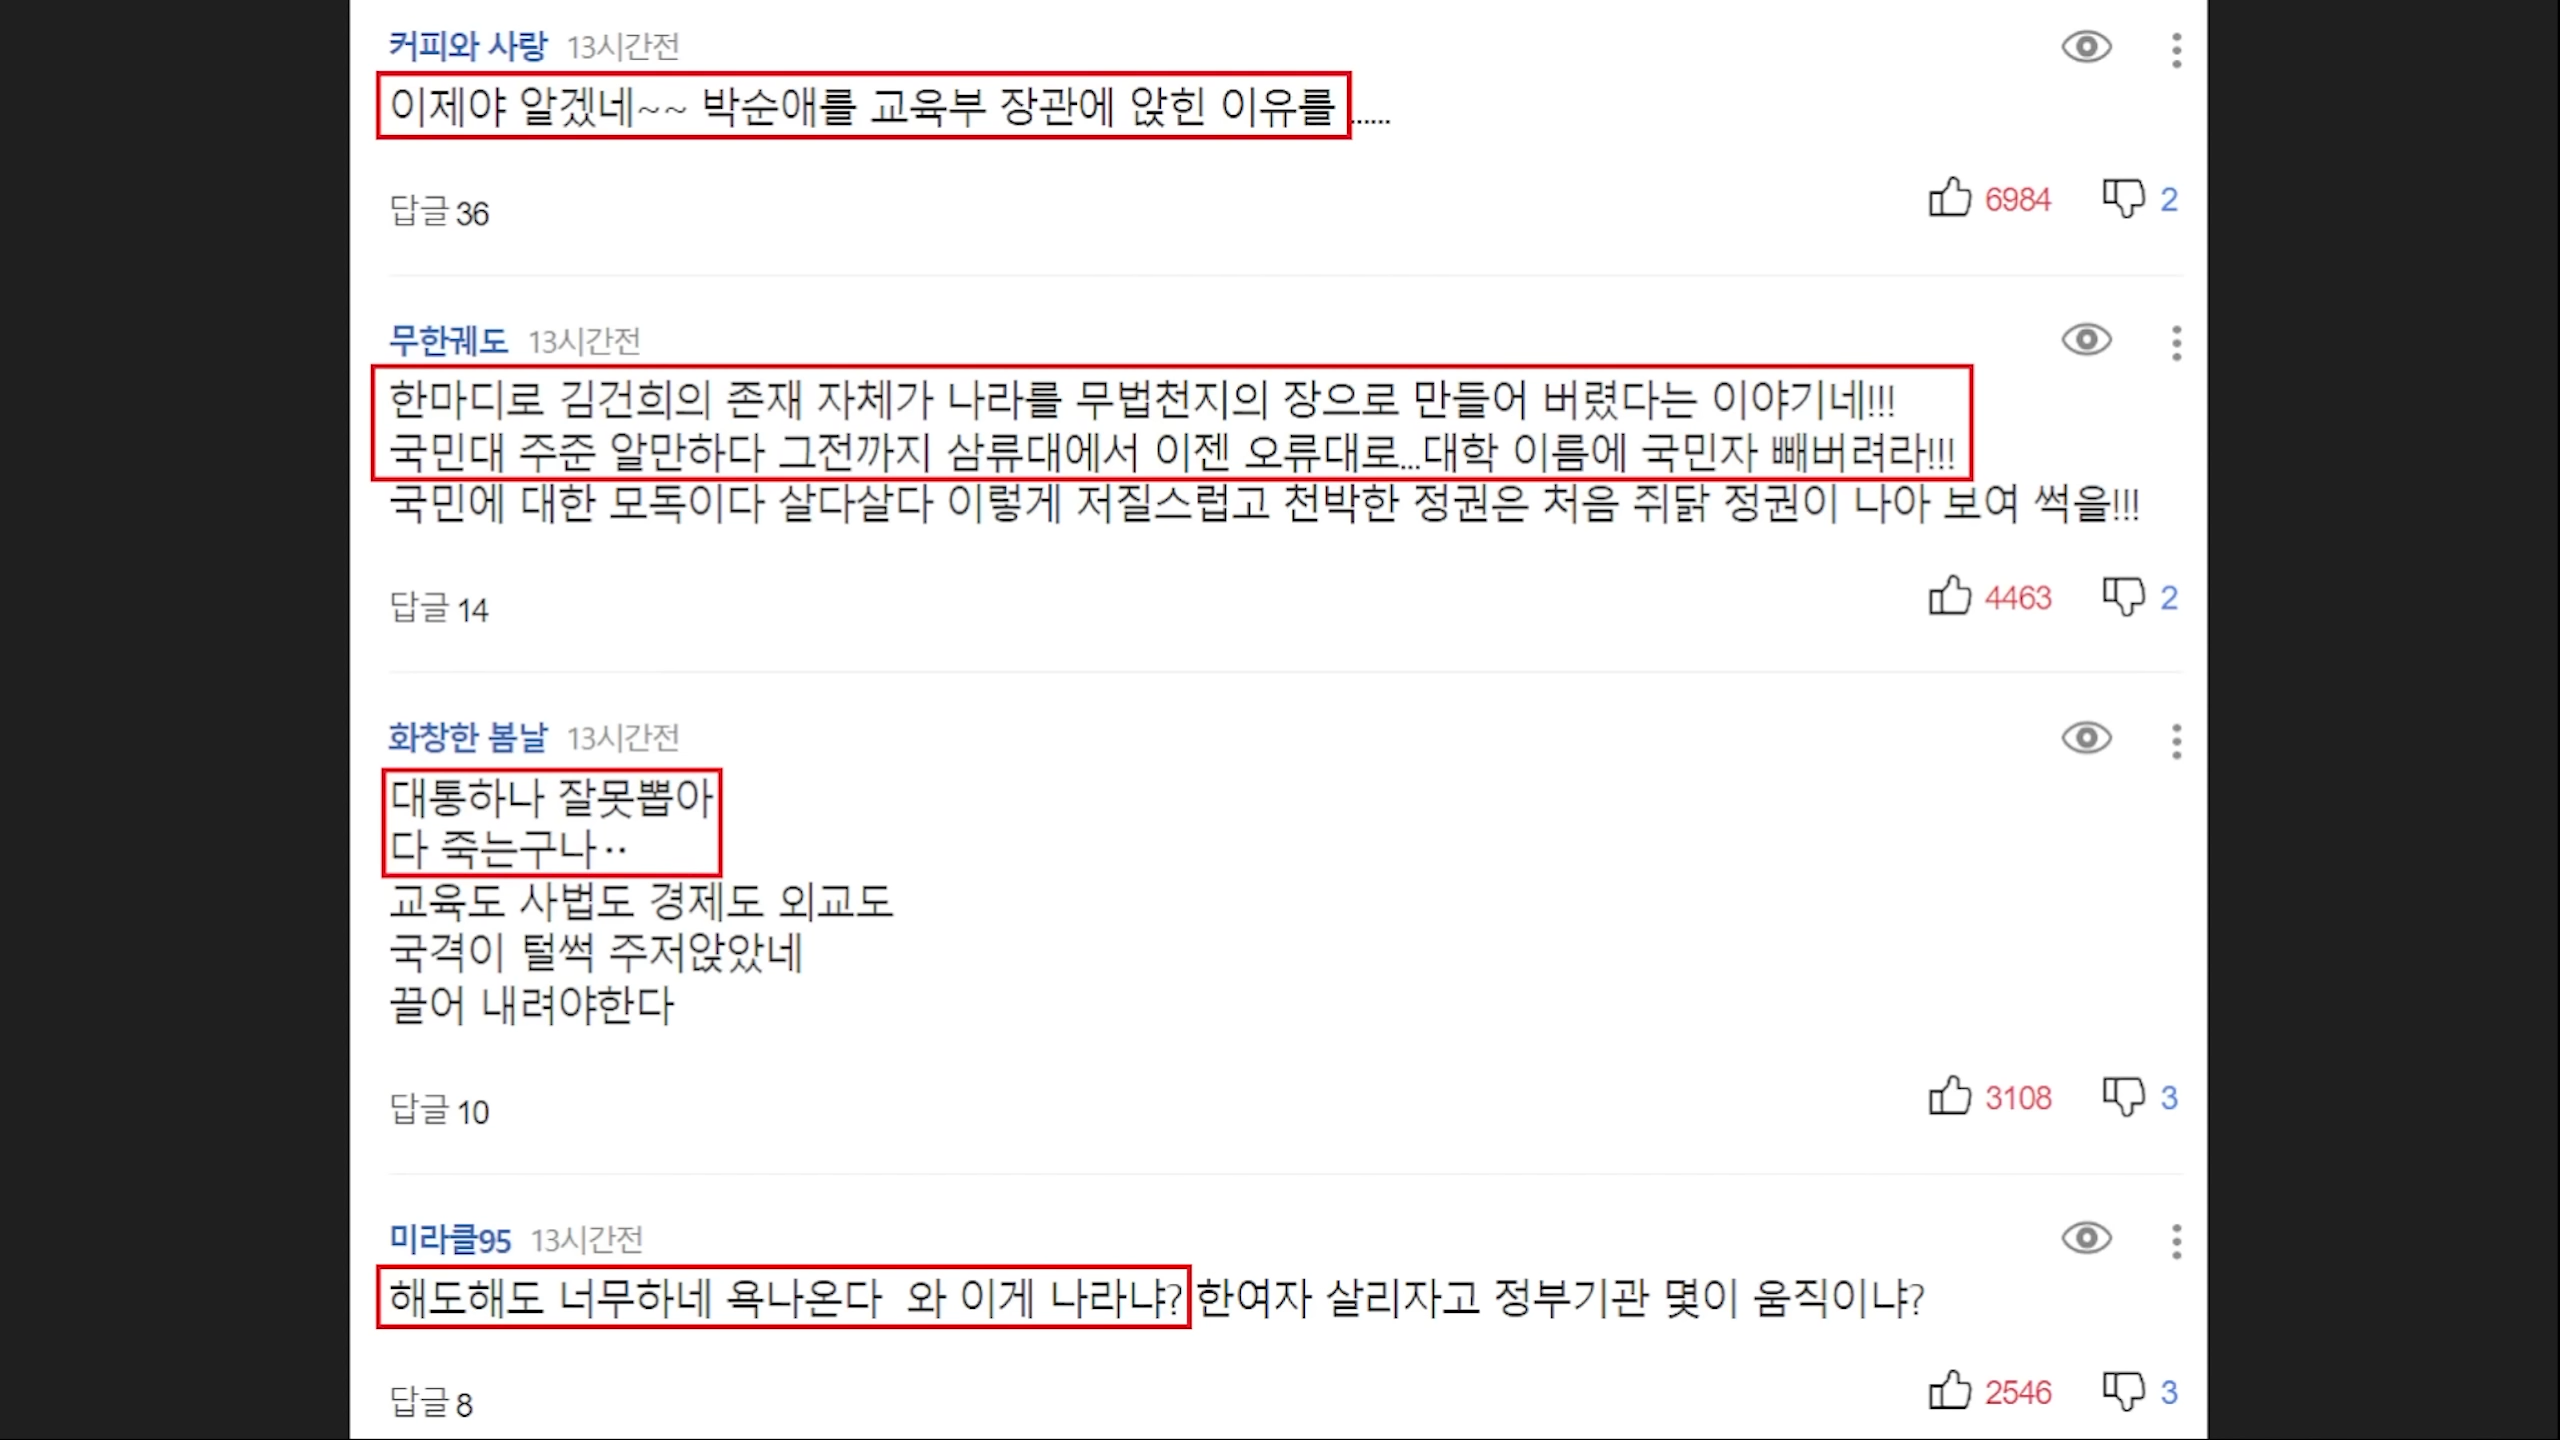 커피와 사랑 13시간전
이제야 알겠네~~ 박순애를 교육부 장관에 앉힌 이유를......
답글 36 6984 2
무한궤도 13시간전
한마디로 김건희의 존재 자체가 나라를 무법천지의 장으로 만들어 버렸다는 이야기네!!!
국민대 주준 알만하다 그전까지 삼류대에서 이젠 오류대로...대학 이름에 국민자 빼버려라!!!
국민에 대한 모독이다 살다살다 이렇게 저질스럽고 천박한 정권은 처음 쥐닭 정권이 나아 보여 썩을!!!
답글 14 4463 2
화창한 봄날 13시간전
대통하나 잘못뽑아
다 죽는구나··
교육도 사법도 경제도 외교도
국격이 털썩 주저앉았네
끌어 내려야한다
답글 10 3108 3
미라클95 13시간전
해도해도 너무하네 욕나온다 와 이게 나라냐? 한여자 살리자고 정부기관 몇이 움직이냐?
답글 8 2546 3